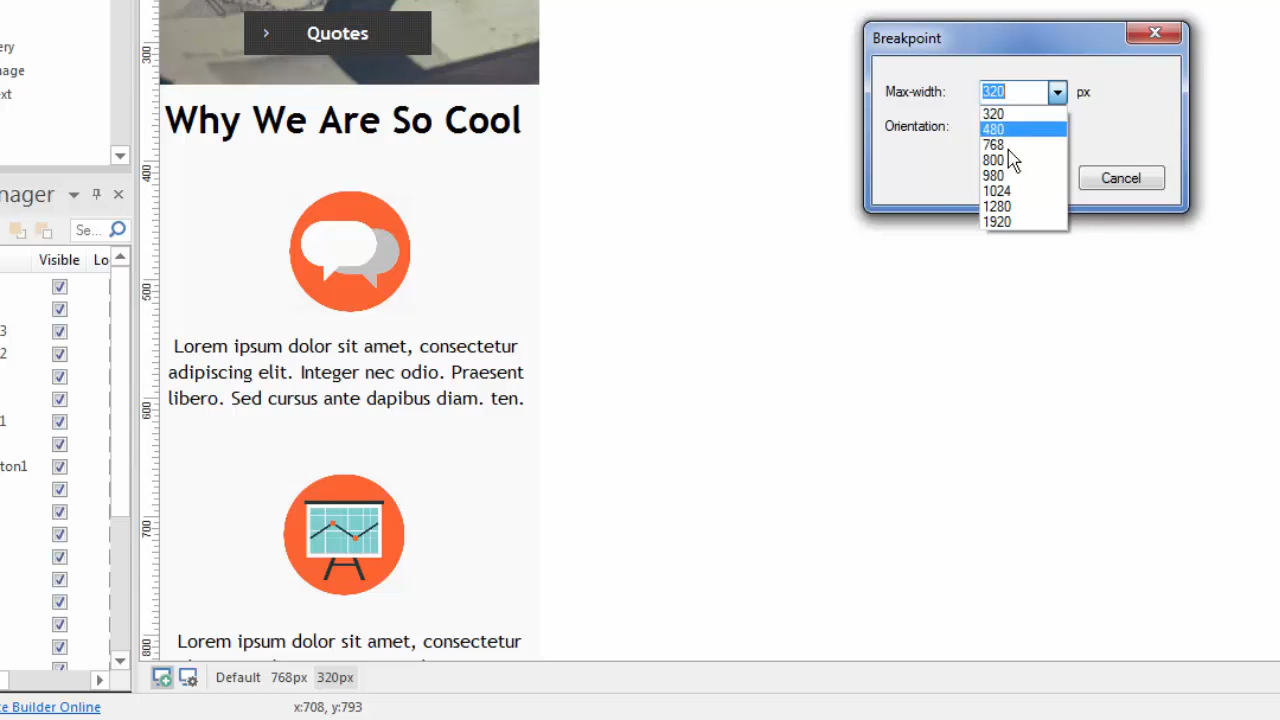 Quotes
300
Why We Are So Cool
400
500
Lorem ipsum dolor sit amet, consectetur
adipiscing elit. Integer nec odio. Praesent
libero. Sed cursus ante dapibus diam. ten.
600
700
Lorem ipsum dolor sit amet, consectetur
800
ery
nage
ext
nager
Se...
Visible Lo
3
2
1
ton1
Default 768px 320px
te Builder Online
x:708, y:793
Breakpoint
Max-width: 320 px
320
Orientation: 480
768
800
980 Cancel
1024
1280
1920